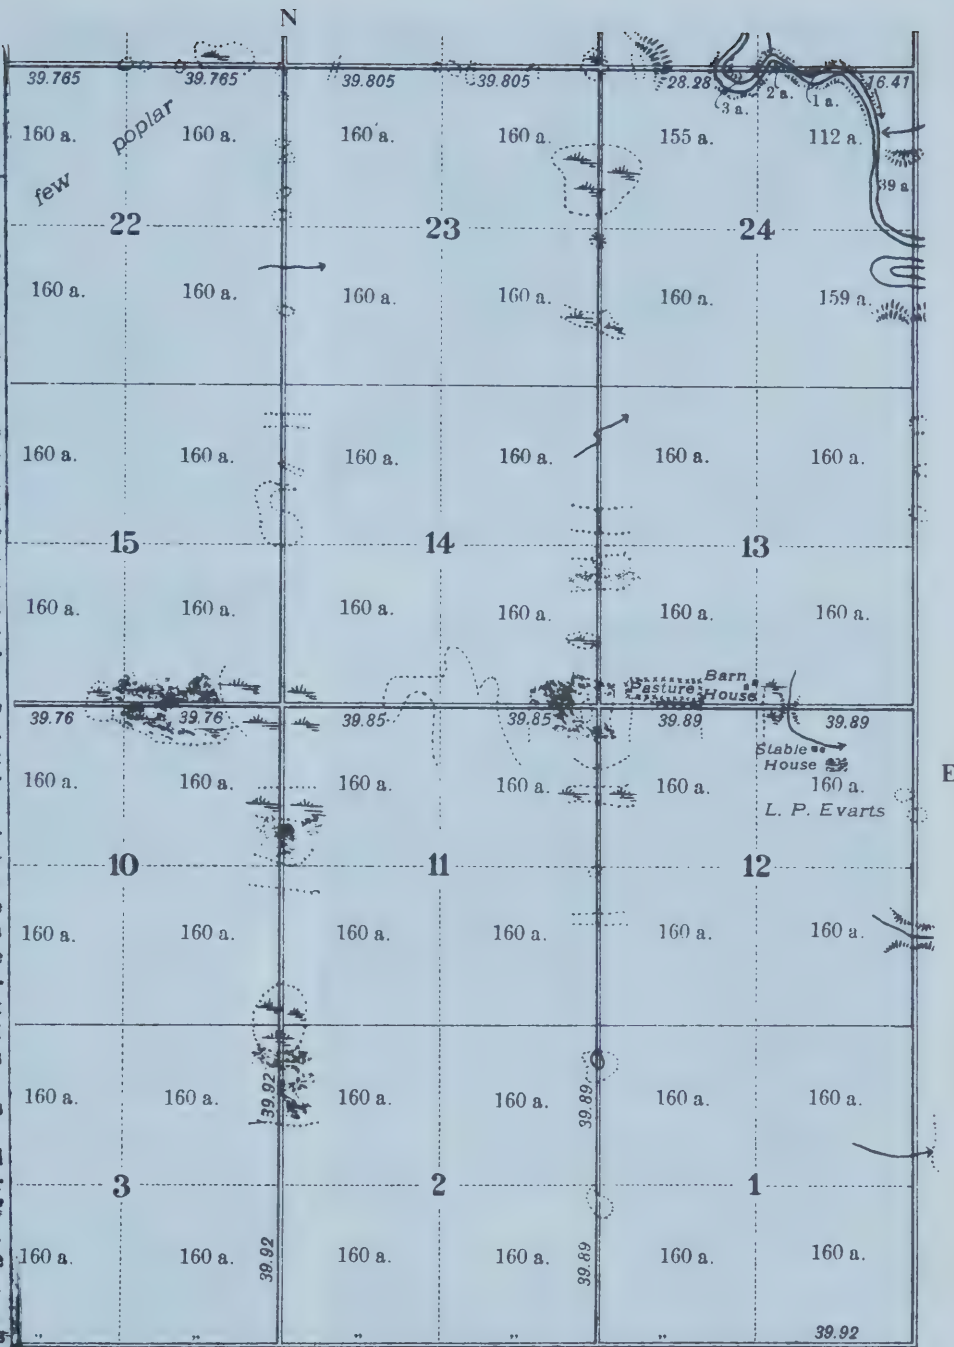 N
39.765 39.765 39.805 39.805 28.28 16.41
3 a. 2 a. 1 a.
160 a. poplar 160 a. 160 a. 160 a. 155 a. 112 a.
few 39 a
22 23 24
160 a. 160 a. 160 a. 160 a. 160 a. 159 a.
160 a. 160 a. 160 a. 160 a. 160 a. 160 a.
15 14 13
160 a. 160 a. 160 a. 160 a. 160 a. 160 a.
Pasture Barn
House
39.76 39.76 39.85 39.85 39.89 39.89
Stable
House
E
160 a. 160 a. 160 a. 160 a. 160 a. 160 a.
L. P. Evarts
10 11 12
160 a. 160 a. 160 a. 160 a. 160 a. 160 a.
39.92 39.89
160 a. 160 a. 160 a. 160 a. 160 a. 160 a.
3 2 1
160 a. 160 a. 160 a. 160 a. 160 a. 160 a.
39.92 39.89
„ „ „ „ „ 39.92